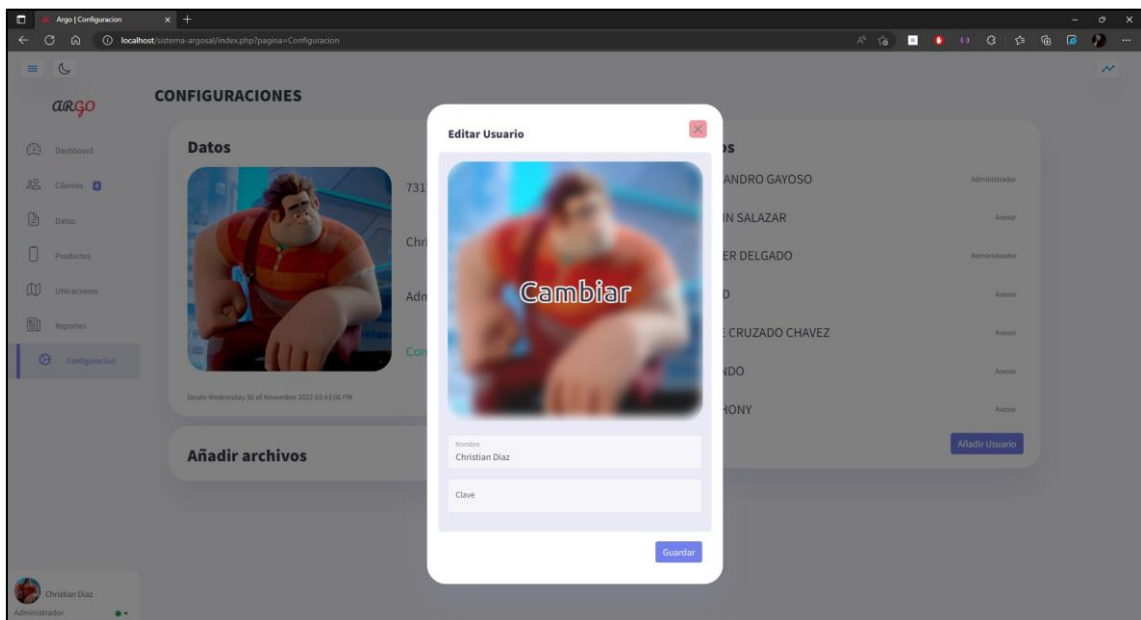 Argo | Configuracion
localhost/sistema-argosal/index.php?pagina=Configuracion
ARGO
CONFIGURACIONES
Dashboard
Clientes
Datos
Productos
Ubicaciones
Reportes
Configuración
Datos
731
Chri
Adn
Con
Desde Wednesday 30 of November 2022 03:43:06 PM
Añadir archivos
Editar Usuario
Cambiar
Nombre
Christian Diaz
Clave
Guardar
os
ANDRO GAYOSO Administrador
IN SALAZAR Asesor
ER DELGADO Administrador
O Asesor
E CRUZADO CHAVEZ Asesor
NDO Asesor
HONY Asesor
Añadir Usuario
Christian Diaz
Administrador